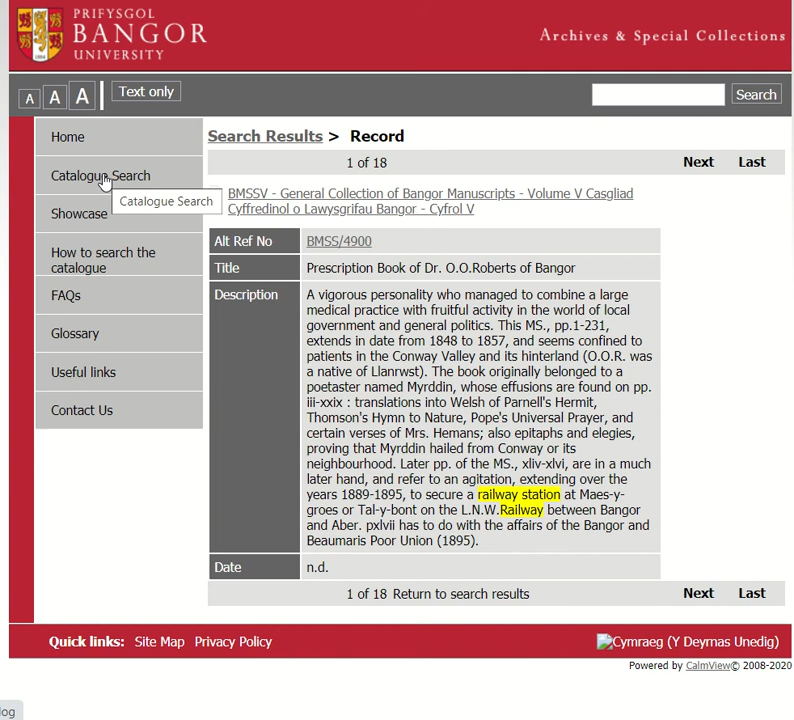 PRIFYSGOL
BANGOR
UNIVERSITY
Archives & Special Collections
A A A Text only
Search
Home
Catalogue Search
Catalogue Search
Showcase
How to search the
catalogue
FAQs
Glossary
Useful links
Contact Us
Search Results > Record
1 of 18 Next Last
BMSSV - General Collection of Bangor Manuscripts - Volume V Casgliad
Cyffredinol o Lawysgrifau Bangor - Cyfrol V
Alt Ref No BMSS/4900
Title Prescription Book of Dr. O.O.Roberts of Bangor
Description A vigorous personality who managed to combine a large
medical practice with fruitful activity in the world of local
government and general politics. This MS., pp.1-231,
extends in date from 1848 to 1857, and seems confined to
patients in the Conway Valley and its hinterland (O.O.R. was
a native of Llanrwst). The book originally belonged to a
poetaster named Myrddin, whose effusions are found on pp.
iii-xxix : translations into Welsh of Parnell's Hermit,
Thomson's Hymn to Nature, Pope's Universal Prayer, and
certain verses of Mrs. Hemans; also epitaphs and elegies,
proving that Myrddin hailed from Conway or its
neighbourhood. Later pp. of the MS., xliv-xlvi, are in a much
later hand, and refer to an agitation, extending over the
years 1889-1895, to secure a railway station at Maes-y-
groes or Tal-y-bont on the L.N.W.Railway between Bangor
and Aber. pxlvii has to do with the affairs of the Bangor and
Beaumaris Poor Union (1895).
Date n.d.
1 of 18 Return to search results Next Last
Quick links: Site Map Privacy Policy
Cymraeg (Y Deyrnas Unedig)
Powered by CalmView© 2008-2020
log